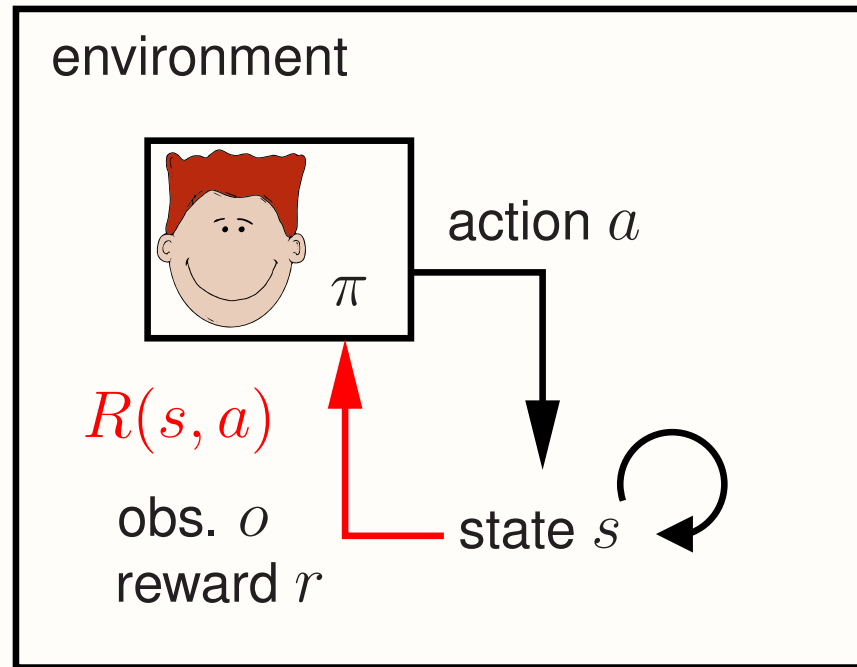 environment
action a
π
R(s, a)
obs. o
state s
reward r